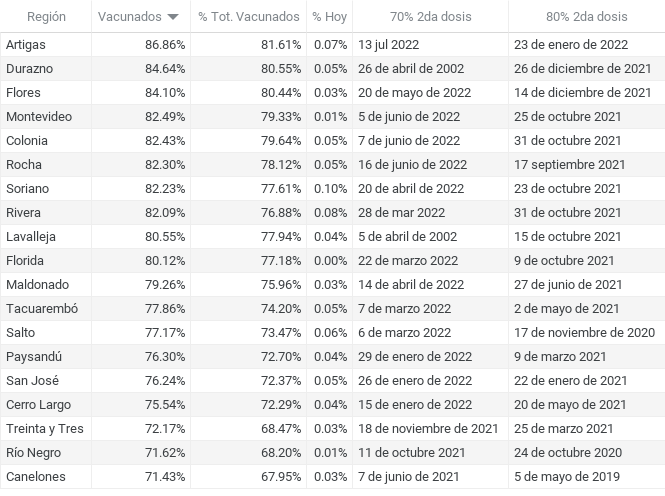 Región Vacunados % Tot. Vacunados % Hoy 70% 2da dosis 80% 2da dosis
Artigas 86.86% 81.61% 0.07% 13 jul 2022 23 de enero de 2022
Durazno 84.64% 80.55% 0.05% 26 de abril de 2002 26 de diciembre de 2021
Flores 84.10% 80.44% 0.03% 20 de mayo de 2022 14 de diciembre de 2021
Montevideo 82.49% 79.33% 0.01% 5 de junio de 2022 25 de octubre 2021
Colonia 82.43% 79.64% 0.05% 7 de junio de 2022 31 de octubre 2021
Rocha 82.30% 78.12% 0.05% 16 de junio de 2022 17 septiembre 2021
Soriano 82.23% 77.61% 0.10% 20 de abril de 2022 23 de octubre 2021
Rivera 82.09% 76.88% 0.08% 28 de mar 2022 31 de octubre 2021
Lavalleja 80.55% 77.94% 0.04% 5 de abril de 2002 15 de octubre 2021
Florida 80.12% 77.18% 0.00% 22 de marzo 2022 9 de octubre 2021
Maldonado 79.26% 75.96% 0.03% 14 de abril de 2022 27 de junio de 2021
Tacuarembó 77.86% 74.20% 0.05% 7 de marzo 2022 2 de mayo de 2021
Salto 77.17% 73.47% 0.06% 6 de marzo 2022 17 de noviembre de 2020
Paysandú 76.30% 72.70% 0.04% 29 de enero de 2022 9 de marzo 2021
San José 76.24% 72.37% 0.05% 26 de enero de 2022 22 de enero de 2021
Cerro Largo 75.54% 72.29% 0.04% 15 de enero de 2022 20 de mayo de 2021
Treinta y Tres 72.17% 68.47% 0.03% 18 de noviembre de 2021 25 de marzo 2021
Río Negro 71.62% 68.20% 0.01% 11 de octubre 2021 24 de octubre 2020
Canelones 71.43% 67.95% 0.03% 7 de junio de 2021 5 de mayo de 2019